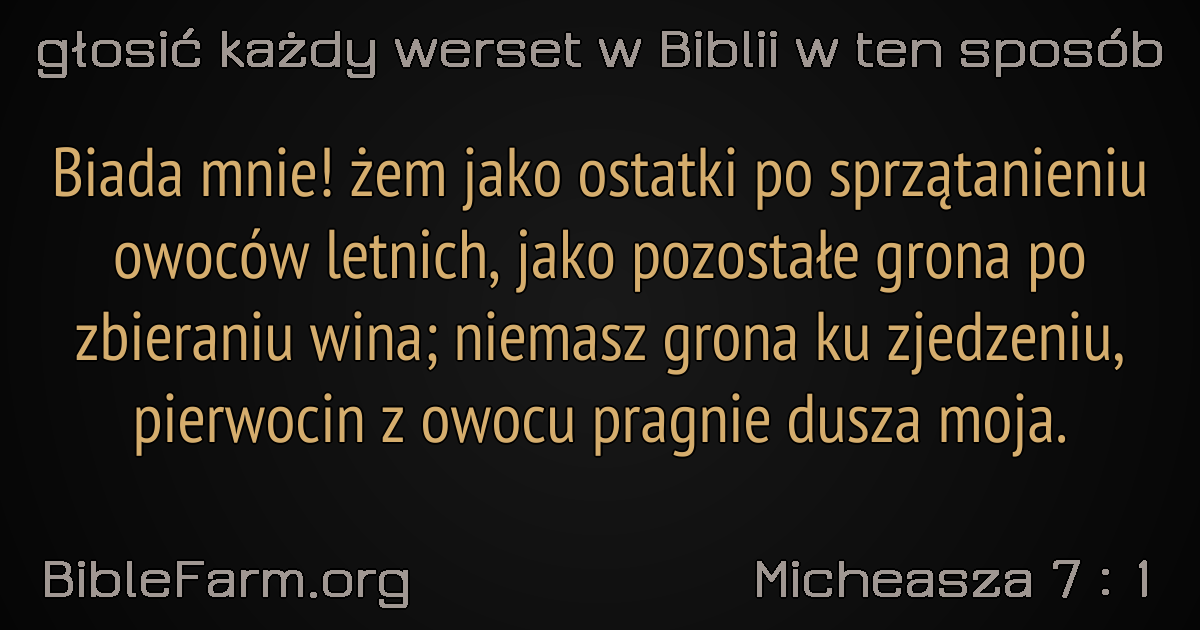 głosić każdy werset w Biblii w ten sposób
Biada mnie! żem jako ostatki po sprzątanieniu
owoców letnich, jako pozostałe grona po
zbieraniu wina; niemasz grona ku zjedzeniu,
pierwocin z owocu pragnie dusza moja.
BibleFarm.org
Micheasza 7 : 1